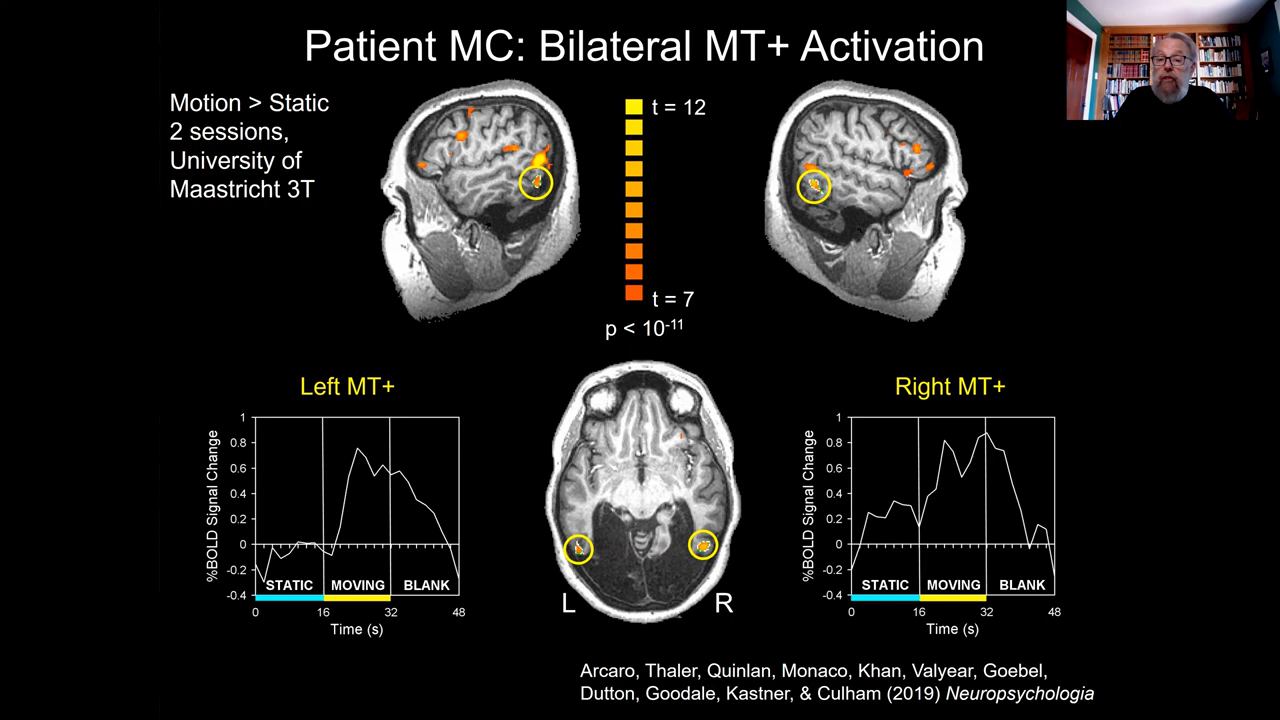 Patient MC: Bilateral MT+ Activation
Motion > Static
2 sessions,
University of
Maastricht 3T
t = 12
t = 7
p < 10⁻¹¹
Left MT+
%BOLD Signal Change
1
0.8
0.6
0.4
0.2
0
-0.2
-0.4
STATIC MOVING BLANK
0 16 32 48
Time (s)
L R
Right MT+
%BOLD Signal Change
1
0.8
0.6
0.4
0.2
0
-0.2
-0.4
STATIC MOVING BLANK
0 16 32 48
Time (s)
Arcaro, Thaler, Quinlan, Monaco, Khan, Valyear, Goebel,
Dutton, Goodale, Kastner, & Culham (2019) Neuropsychologia